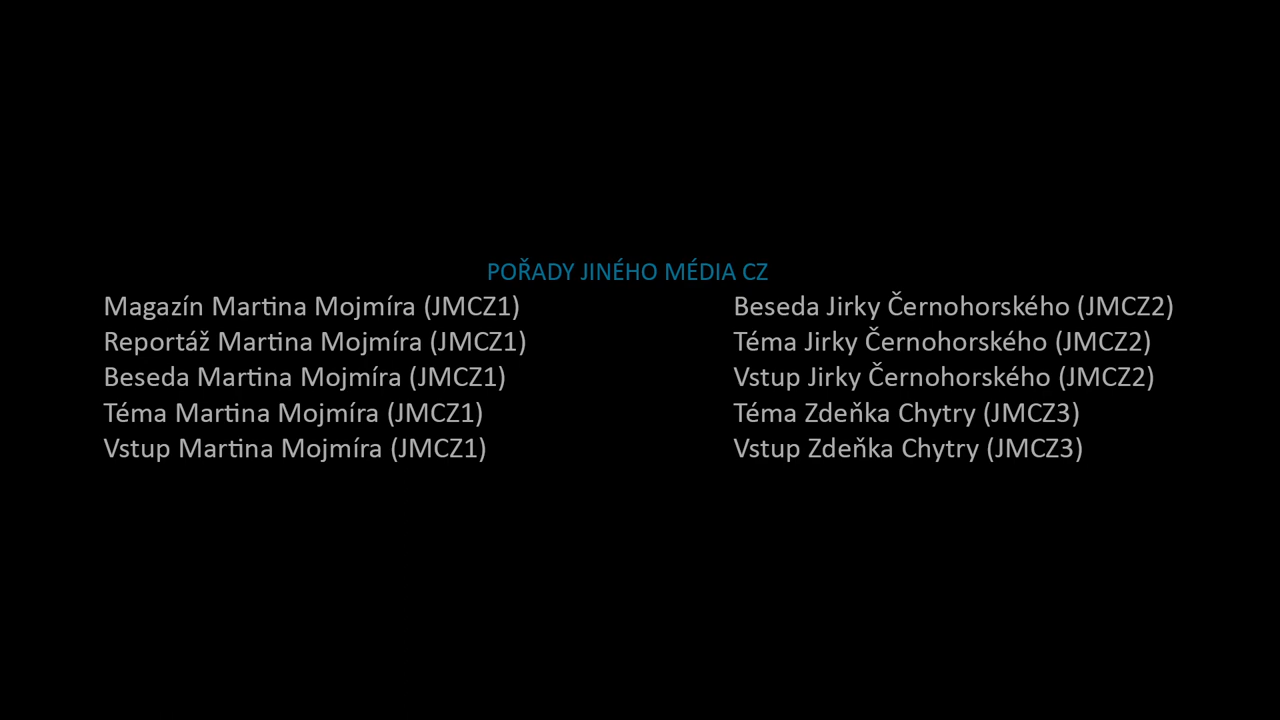 POŘADY JINÉHO MÉDIA CZ
Magazín Martina Mojmíra (JMCZ1)
Reportáž Martina Mojmíra (JMCZ1)
Beseda Martina Mojmíra (JMCZ1)
Téma Martina Mojmíra (JMCZ1)
Vstup Martina Mojmíra (JMCZ1)
Beseda Jirky Černohorského (JMCZ2)
Téma Jirky Černohorského (JMCZ2)
Vstup Jirky Černohorského (JMCZ2)
Téma Zdeňka Chytry (JMCZ3)
Vstup Zdeňka Chytry (JMCZ3)